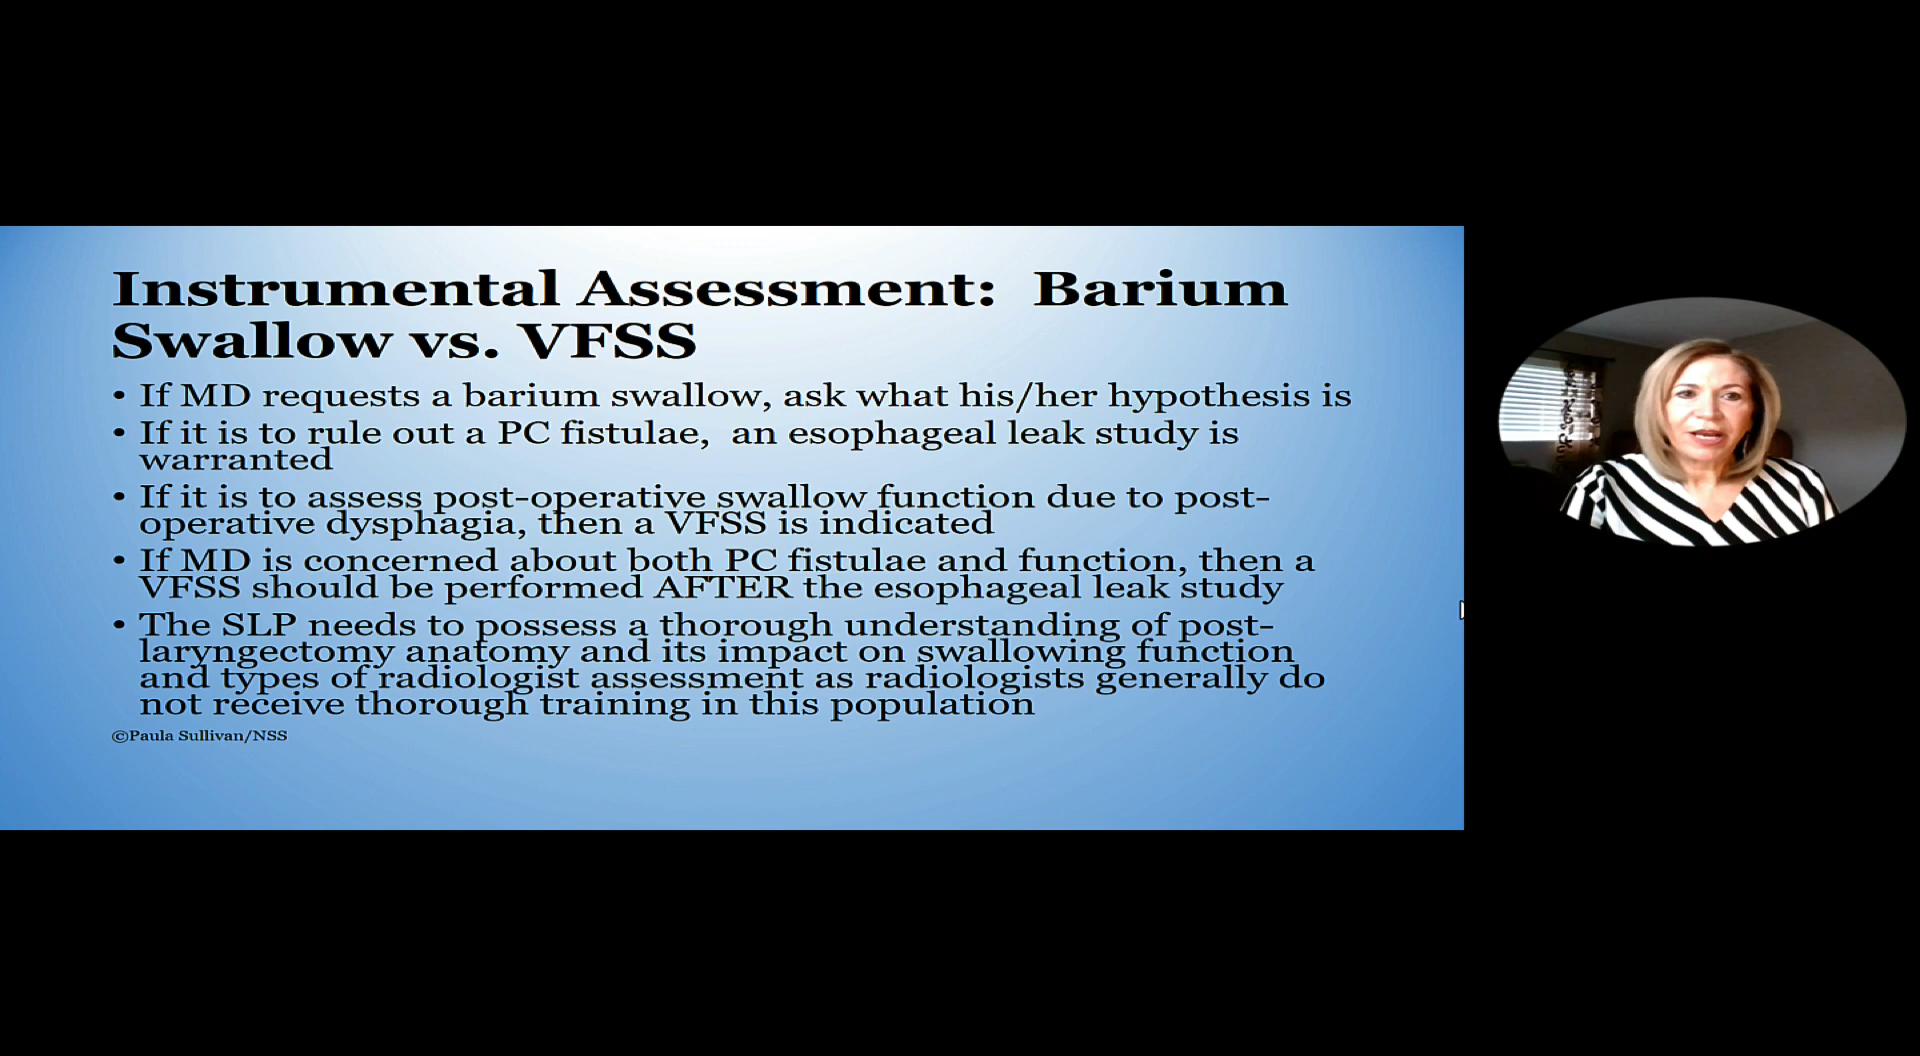 Instrumental Assessment:  Barium
Swallow vs. VFSS
• If MD requests a barium swallow, ask what his/her hypothesis is
• If it is to rule out a PC fistulae,  an esophageal leak study is
warranted
• If it is to assess post-operative swallow function due to post-
operative dysphagia, then a VFSS is indicated
• If MD is concerned about both PC fistulae and function, then a
VFSS should be performed AFTER the esophageal leak study
• The SLP needs to possess a thorough understanding of post-
laryngectomy anatomy and its impact on swallowing function
and types of radiologist assessment as radiologists generally do
not receive thorough training in this population
©Paula Sullivan/NSS